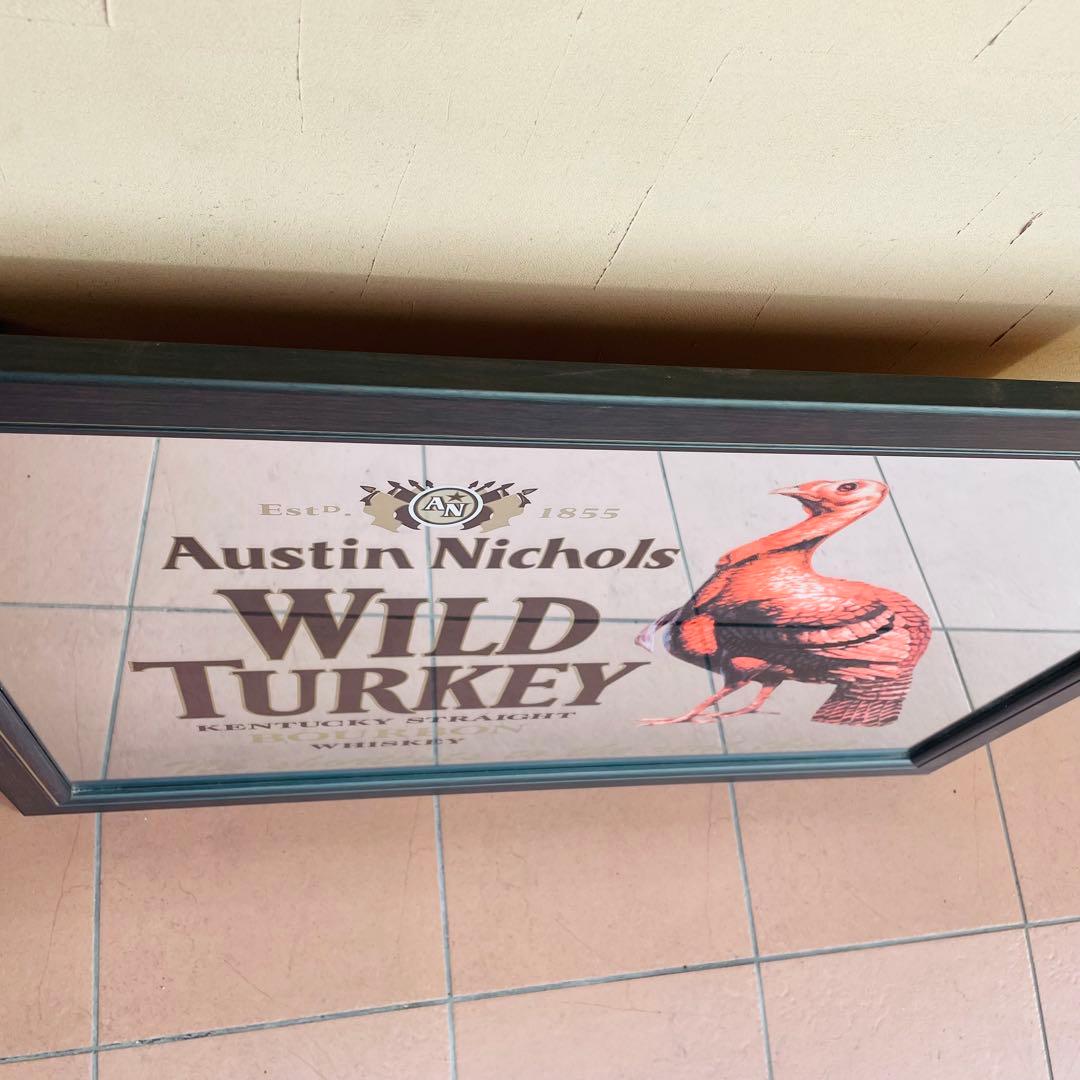 Estᴰ. AN 1855
Austin Nichols
WILD
TURKEY
KENTUCKY STRAIGHT
BOURBON
WHISKEY